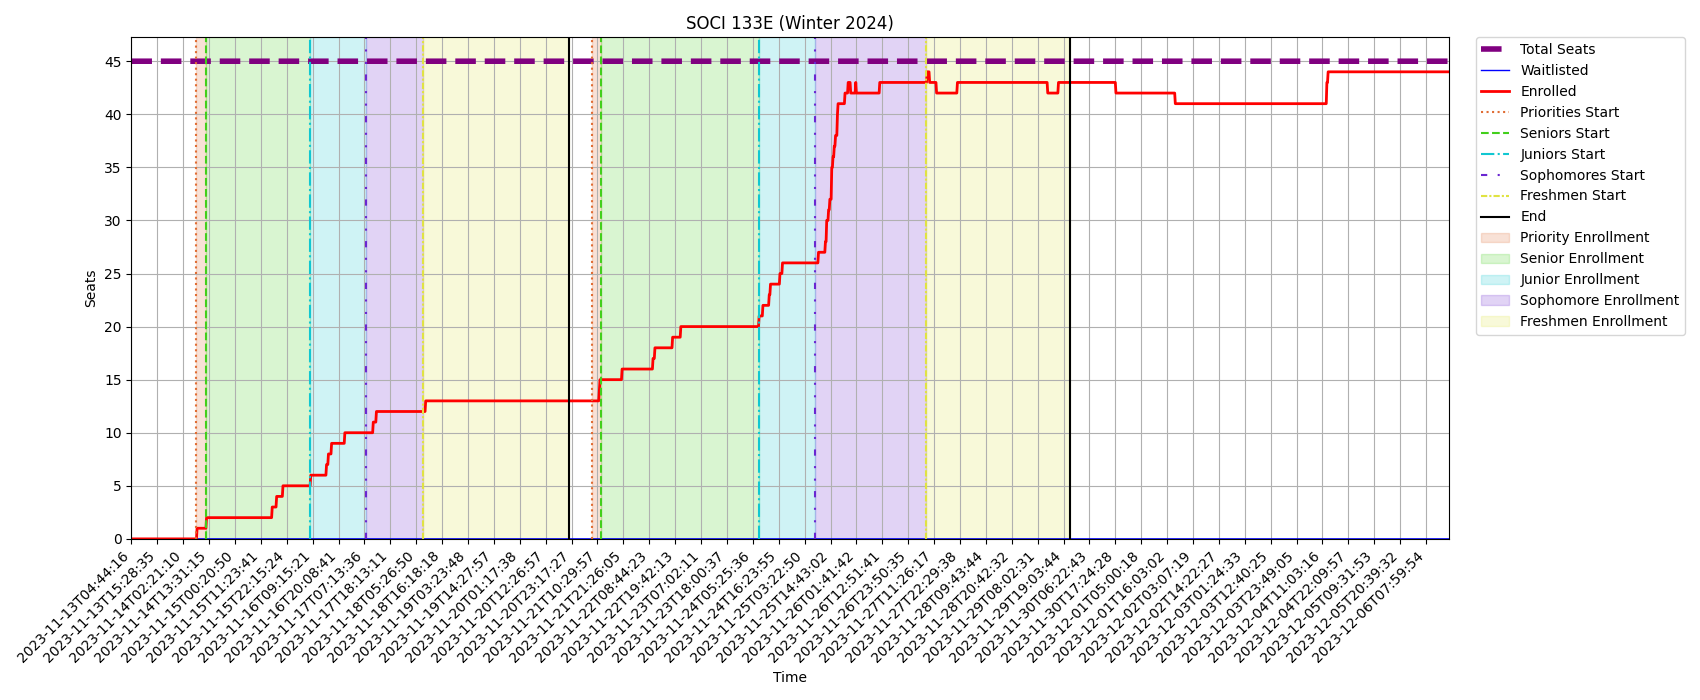 SOCI 133E (Winter 2024)
Seats
45
40
35
30
25
20
15
10
5
0
2023-11-13T04:44:16
2023-11-13T15:28:35
2023-11-14T02:21:10
2023-11-14T13:31:15
2023-11-15T00:20:50
2023-11-15T11:23:41
2023-11-15T22:15:24
2023-11-16T09:15:21
2023-11-16T20:08:41
2023-11-17T07:13:36
2023-11-17T18:13:11
2023-11-18T05:26:50
2023-11-18T16:18:18
2023-11-19T03:23:48
2023-11-19T14:27:57
2023-11-20T01:17:38
2023-11-20T12:26:57
2023-11-20T23:17:27
2023-11-21T10:29:57
2023-11-21T21:26:05
2023-11-22T08:44:23
2023-11-22T19:42:13
2023-11-23T07:02:11
2023-11-23T18:00:37
2023-11-24T05:25:36
2023-11-24T16:23:55
2023-11-25T03:22:50
2023-11-25T14:43:02
2023-11-26T01:41:42
2023-11-26T12:51:41
2023-11-26T23:50:35
2023-11-27T11:26:17
2023-11-27T22:29:38
2023-11-28T09:43:44
2023-11-28T20:42:32
2023-11-29T08:02:31
2023-11-29T19:03:44
2023-11-30T06:22:43
2023-11-30T17:24:28
2023-12-01T05:00:18
2023-12-01T16:03:02
2023-12-02T03:07:19
2023-12-02T14:22:27
2023-12-03T01:24:33
2023-12-03T12:40:25
2023-12-03T23:49:05
2023-12-04T11:03:16
2023-12-04T22:09:57
2023-12-05T09:31:53
2023-12-05T20:39:32
2023-12-06T07:59:54
Time
Total Seats
Waitlisted
Enrolled
Priorities Start
Seniors Start
Juniors Start
Sophomores Start
Freshmen Start
End
Priority Enrollment
Senior Enrollment
Junior Enrollment
Sophomore Enrollment
Freshmen Enrollment